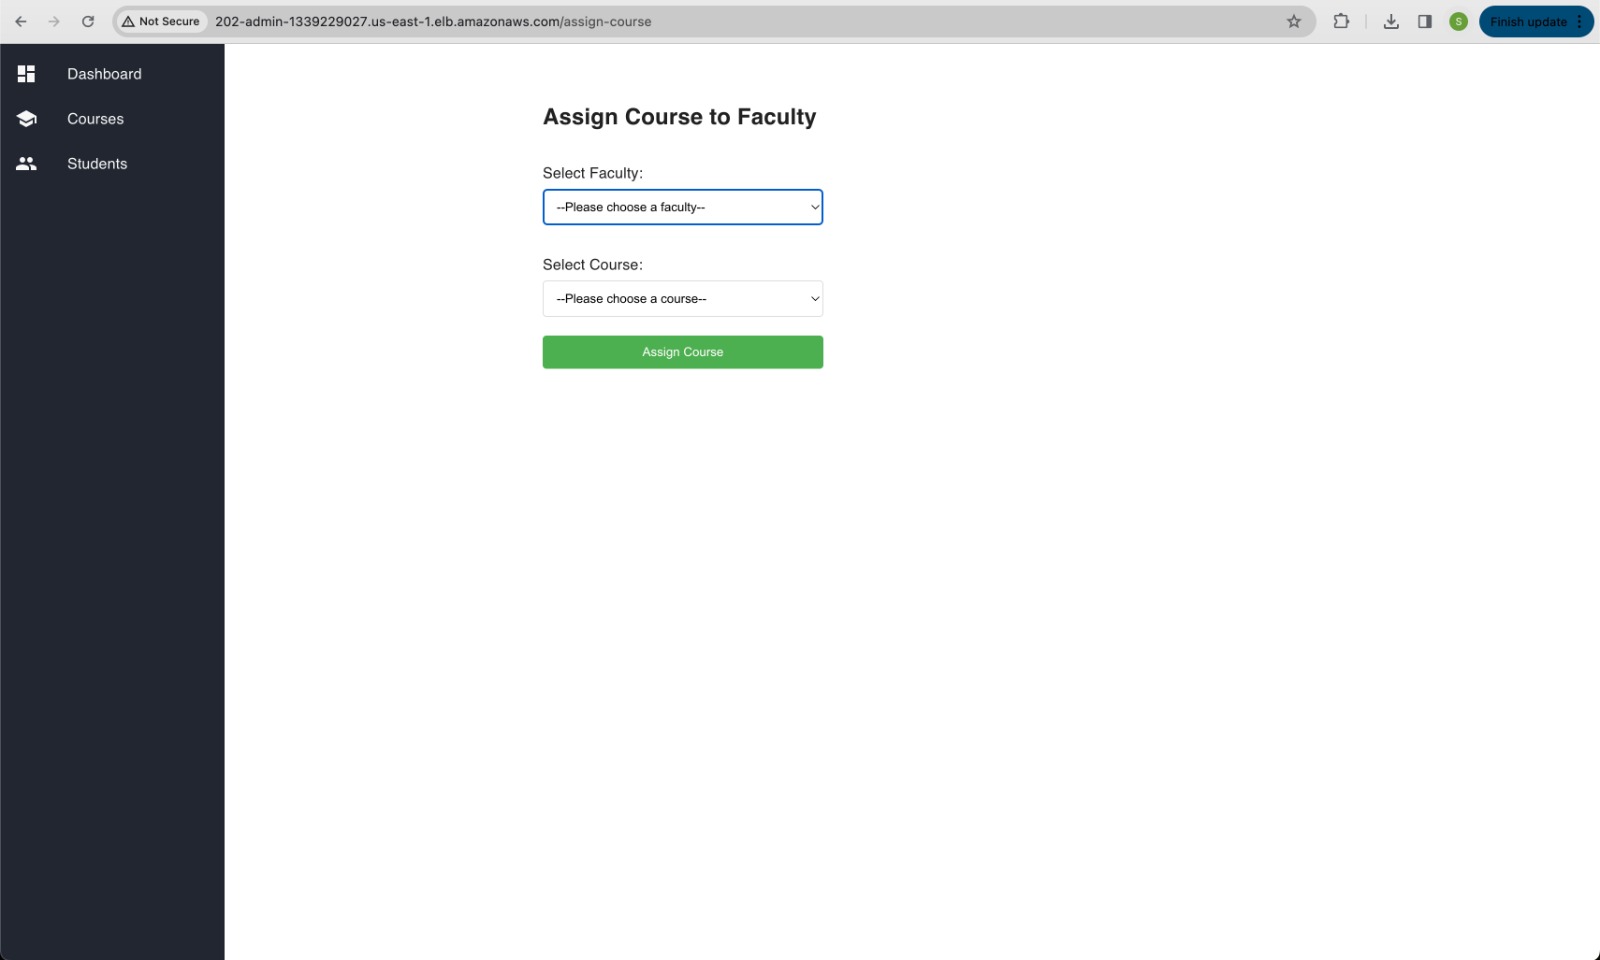 Not Secure 202-admin-1339229027.us-east-1.elb.amazonaws.com/assign-course S Finish update
Dashboard
Courses
Students
Assign Course to Faculty
Select Faculty:
--Please choose a faculty--
Select Course:
--Please choose a course--
Assign Course